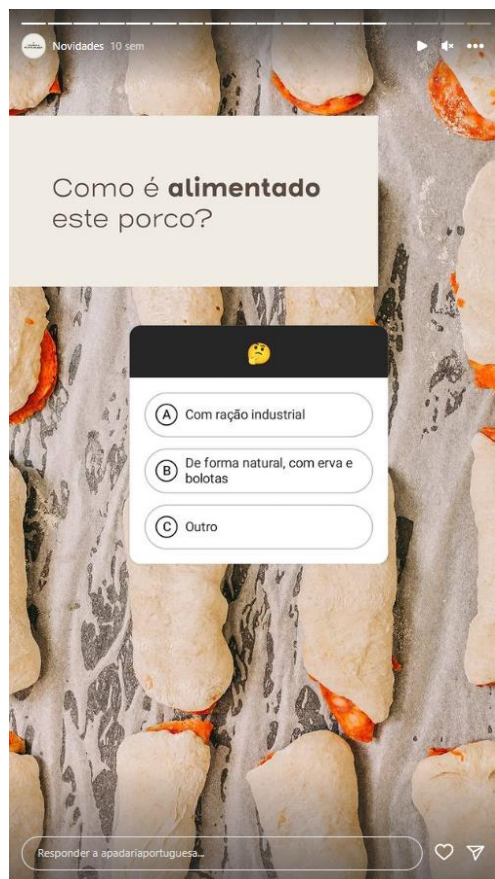 Novidades 10 sem
Como é alimentado
este porco?
A Com ração industrial
B De forma natural, com erva e
bolotas
C Outro
Responder a apadariaportuguesa...